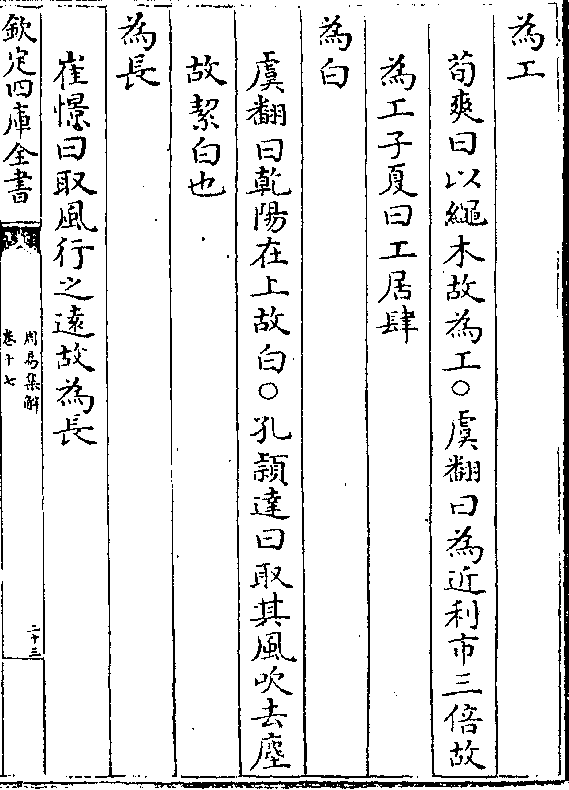 為工
荀爽曰以繩木故為工○虞翻曰為近利市三倍故
為工子夏曰工居肆
為白
虞翻曰乾陽在上故白○孔頴達曰取其風吹去塵
故絜白也
為長
崔憬曰取風行之逺故為長
欽定四庫全書
周易集解
卷十七
二十三